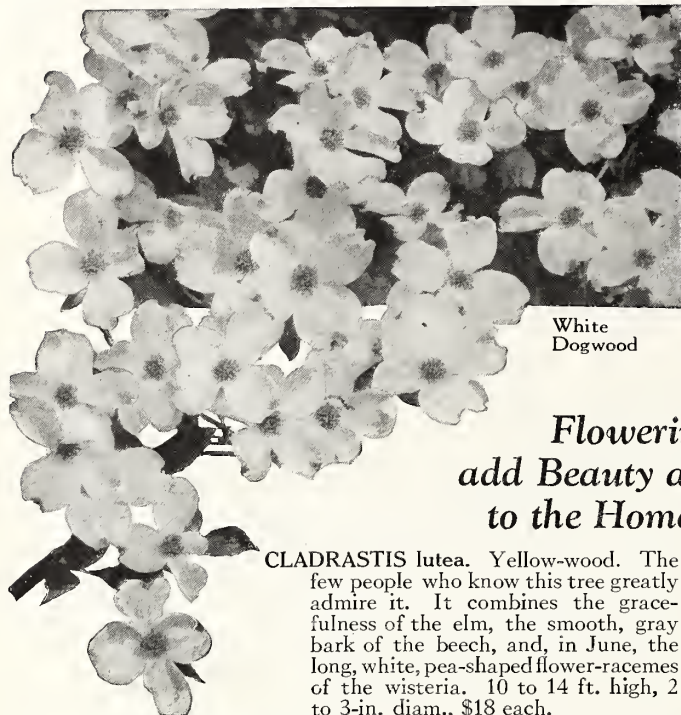 White
Dogwood
add Beauty
to the
CLADRASTIS lutea. Yellow-wood. The
few people who know this tree greatly
admire it. It combines the grace-
fulness of the elm, the smooth, gray
bark of the beech, and, in June, the
long, white, pea-shaped flower-racemes
of the wisteria. 10 to 14 ft. high, 2
to 3-in. diam., $18 each.